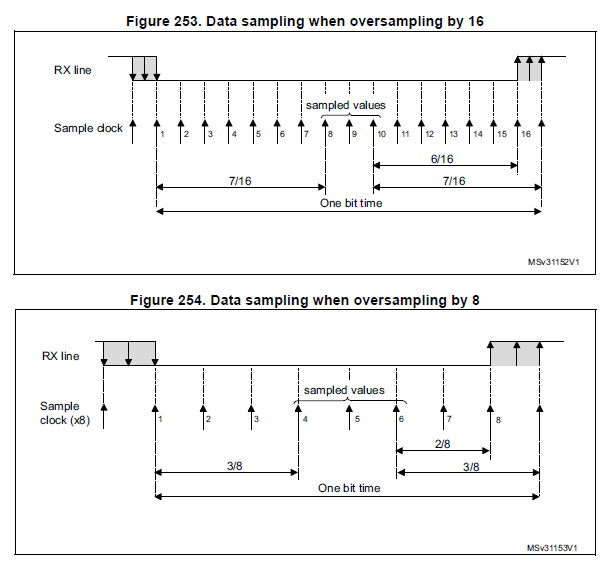 Figure 253. Data sampling when oversampling by 16
RX line
sampled values
Sample clock
1 2 3 4 5 6 7 8 9 10 11 12 13 14 15 16
6/16
7/16 7/16
One bit time
MSv31152V1
Figure 254. Data sampling when oversampling by 8
RX line
sampled values
Sample
clock (x8)
1 2 3 4 5 6 7 8
2/8
3/8 3/8
One bit time
MSv31153V1